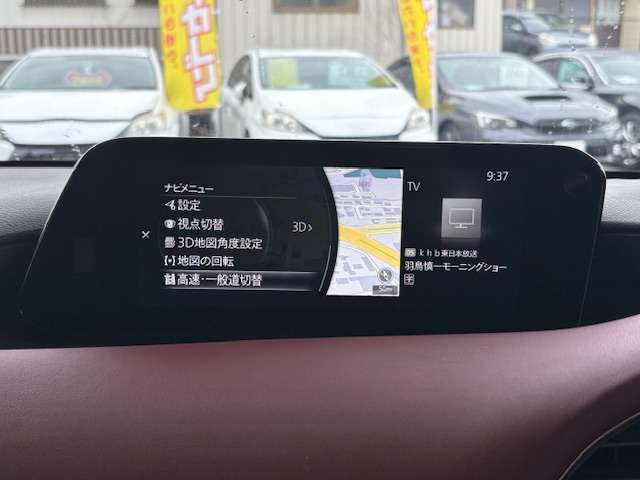 ナビメニュー
設定
視点切替
3D
3D地図角度設定
地図の回転
高速・一般道切替
TV
9:37
05 khb東日本放送
羽鳥慎一モーニングショー
字